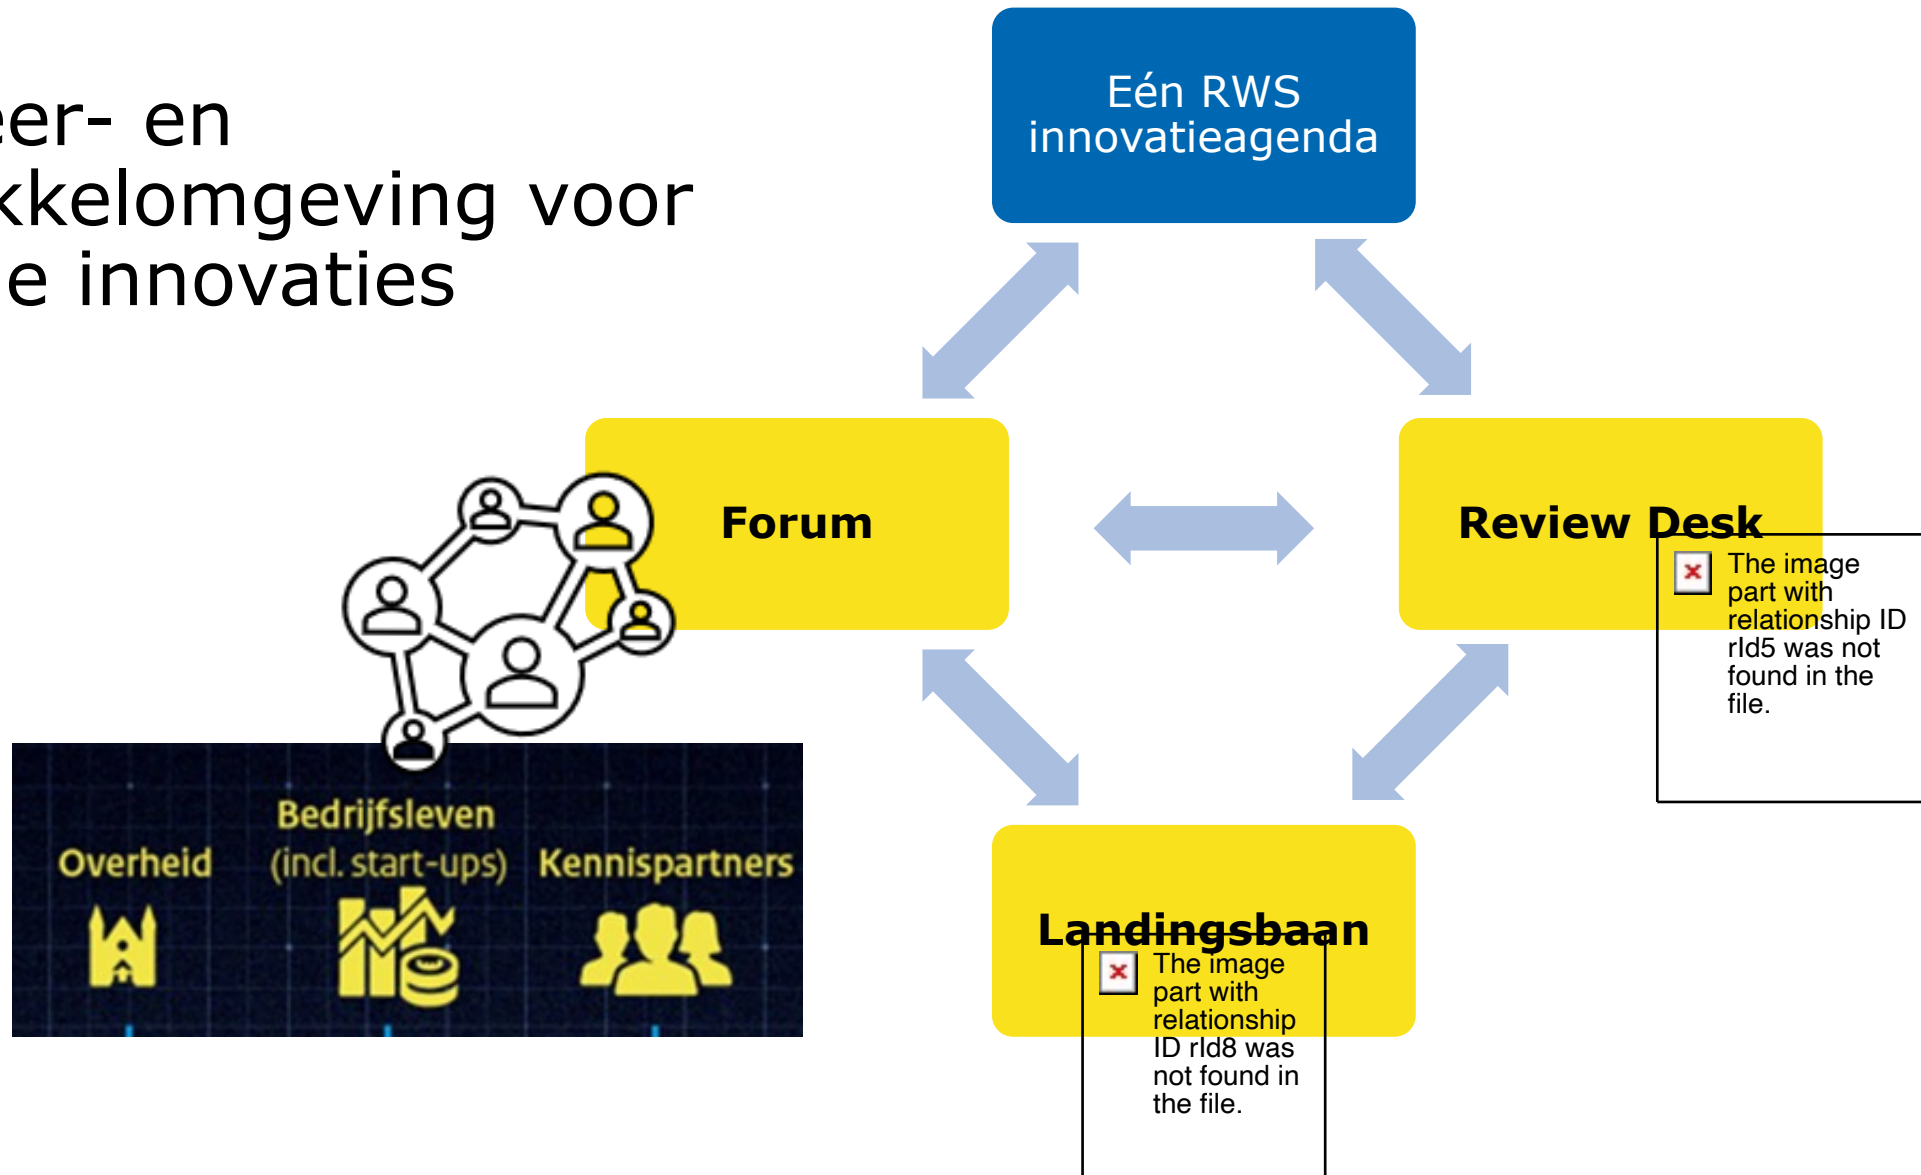 eer- en
kkelomgeving voor
e innovaties
Eén RWS
innovatieagenda
Forum
Review Desk
The image
part with
relationship ID
rId5 was not
found in the
file.
Overheid
Bedrijfsleven
(incl. start-ups)
Kennispartners
Landingsbaan
The image
part with
relationship
ID rId8 was
not found in
the file.